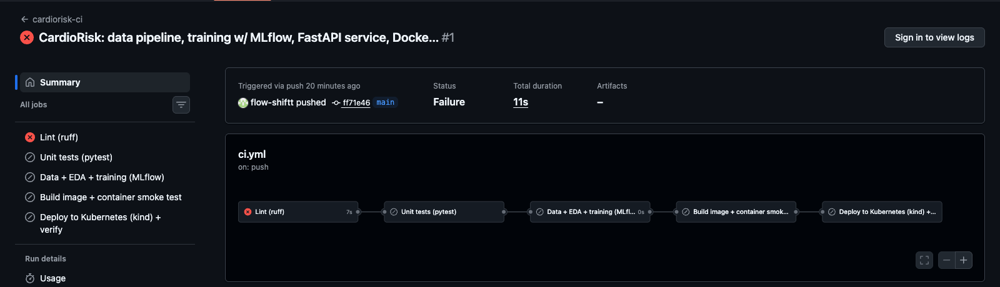 cardiorisk-ci
CardioRisk: data pipeline, training w/ MLflow, FastAPI service, Docke... #1
Sign in to view logs
Summary
All jobs
Lint (ruff)
Unit tests (pytest)
Data + EDA + training (MLflow)
Build image + container smoke test
Deploy to Kubernetes (kind) +
verify
Run details
Usage
Triggered via push 20 minutes ago
flow-shiftt pushed ff71e46 main
Status
Failure
Total duration
11s
Artifacts
–
ci.yml
on: push
Lint (ruff) 7s
Unit tests (pytest)
Data + EDA + training (MLfl... 0s
Build image + container smok...
Deploy to Kubernetes (kind) +...